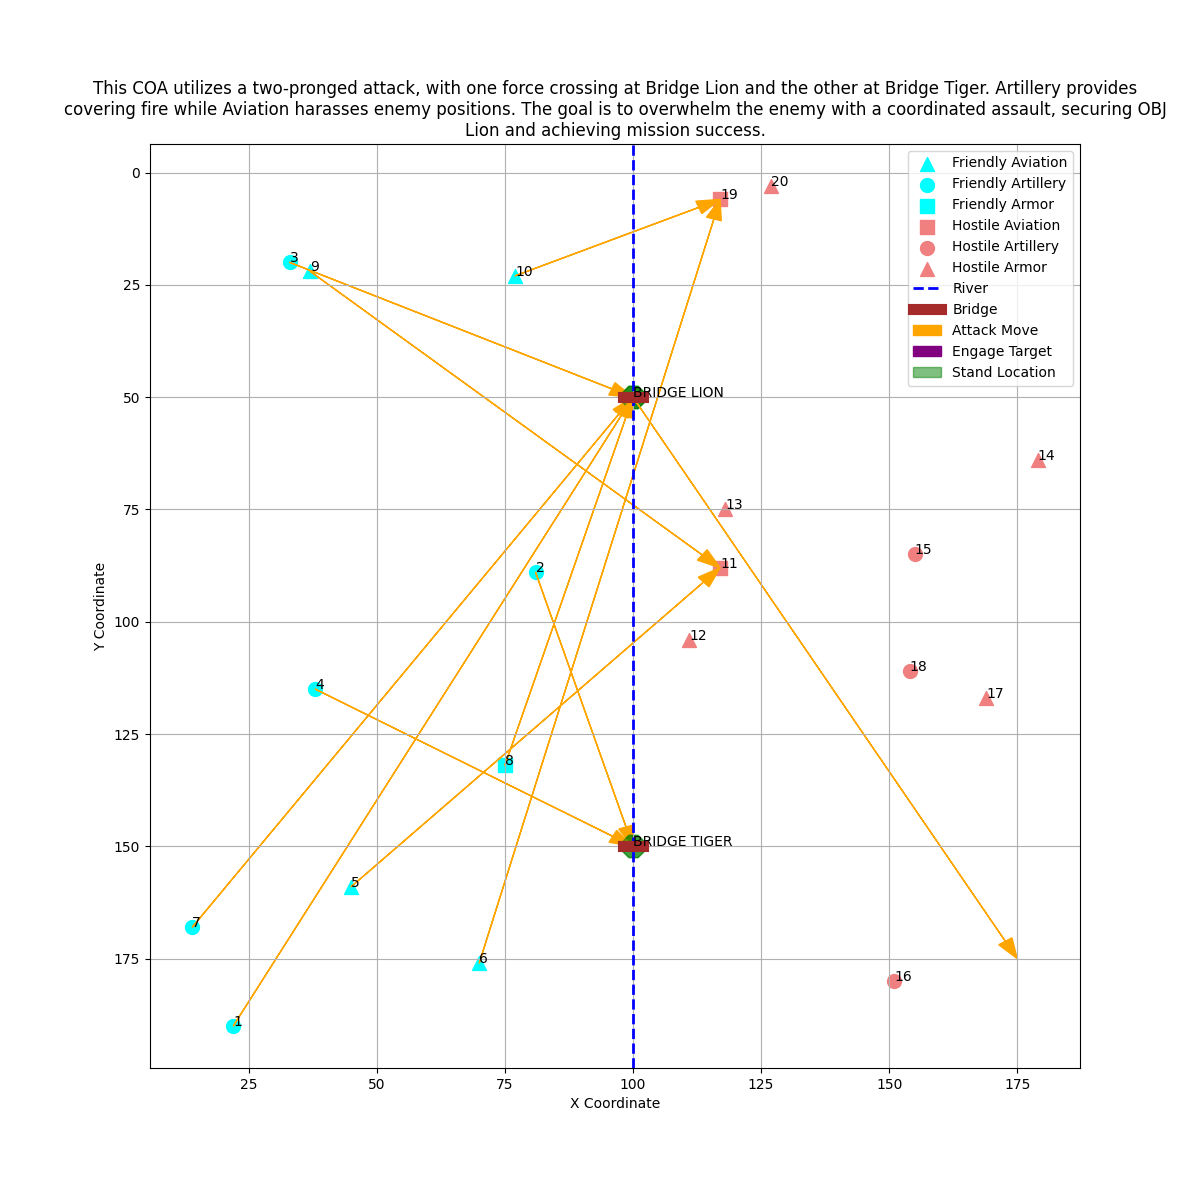 This COA utilizes a two-pronged attack, with one force crossing at Bridge Lion and the other at Bridge Tiger. Artillery provides
covering fire while Aviation harasses enemy positions. The goal is to overwhelm the enemy with a coordinated assault, securing OBJ
Lion and achieving mission success.
Friendly Aviation
Friendly Artillery
Friendly Armor
Hostile Aviation
Hostile Artillery
Hostile Armor
River
Bridge
Attack Move
Engage Target
Stand Location
0
25
50
75
100
125
150
175
Y Coordinate
20
19
3
9
10
BRIDGE LION
14
13
15
11
2
12
18
4
17
8
BRIDGE TIGER
5
7
6
16
1
25
50
75
100
125
150
175
X Coordinate